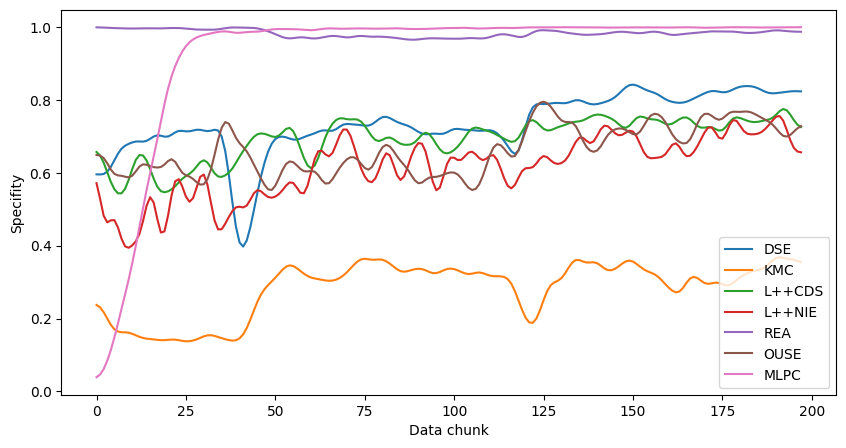 1.0
0.8
0.6
0.4
0.2
0.0
Specifity
0
25
50
75
100
125
150
175
200
Data chunk
DSE
KMC
L++CDS
L++NIE
REA
OUSE
MLPC